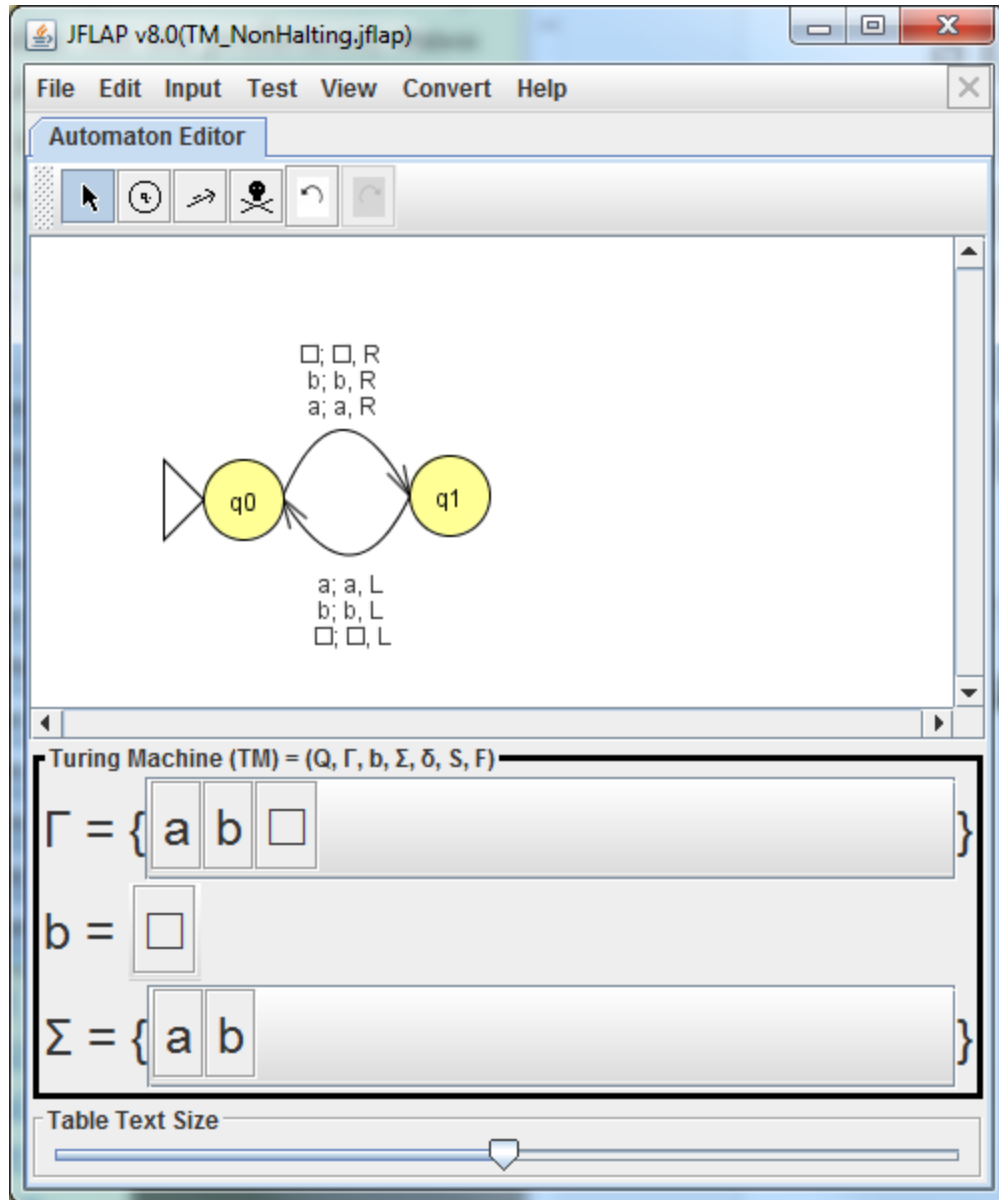 JFLAP v8.0(TM_NonHalting.jflap)
File Edit Input Test View Convert Help
Automaton Editor
q
□; □, R
b; b, R
a; a, R
q0
q1
a; a, L
b; b, L
□; □, L
Turing Machine (TM) = (Q, Γ, b, Σ, δ, S, F)
Γ = { a b □ }
b = □
Σ = { a b }
Table Text Size